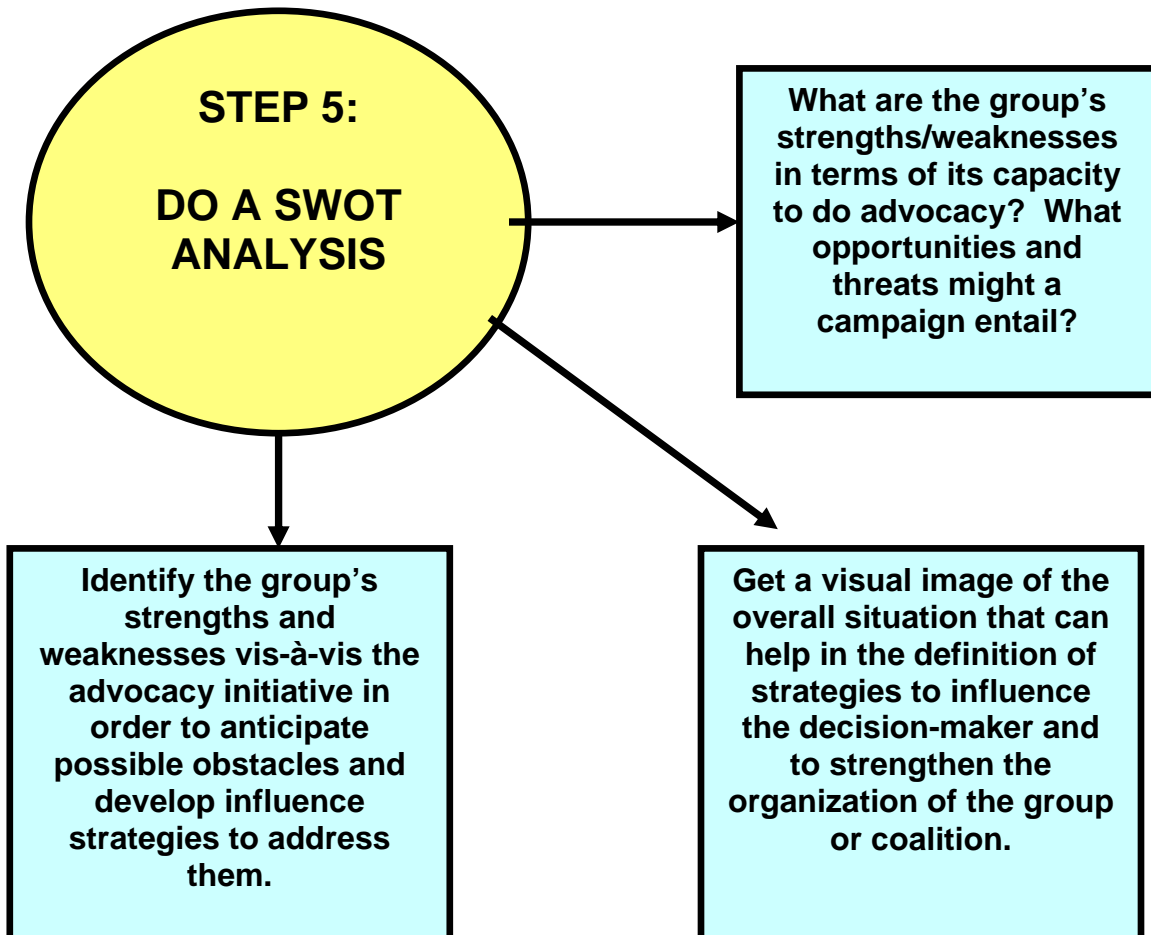 STEP 5:
DO A SWOT
ANALYSIS
What are the group’s
strengths/weaknesses
in terms of its capacity
to do advocacy?  What
opportunities and
threats might a
campaign entail?
Identify the group’s
strengths and
weaknesses vis-à-vis the
advocacy initiative in
order to anticipate
possible obstacles and
develop influence
strategies to address
them.
Get a visual image of the
overall situation that can
help in the definition of
strategies to influence
the decision-maker and
to strengthen the
organization of the group
or coalition.